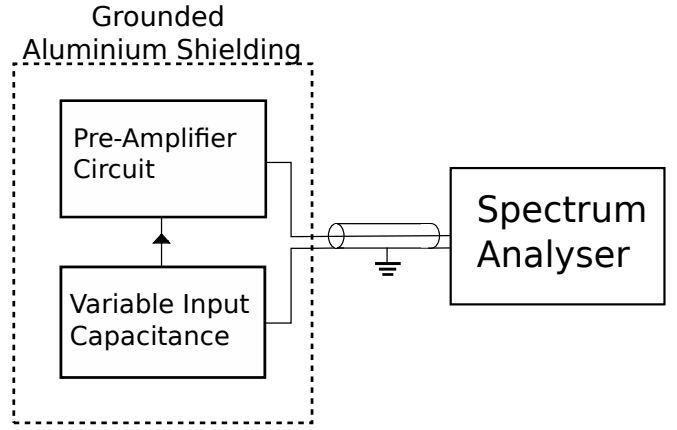 Grounded
Aluminium Shielding
Pre-Amplifier
Circuit
Variable Input
Capacitance
Spectrum
Analyser